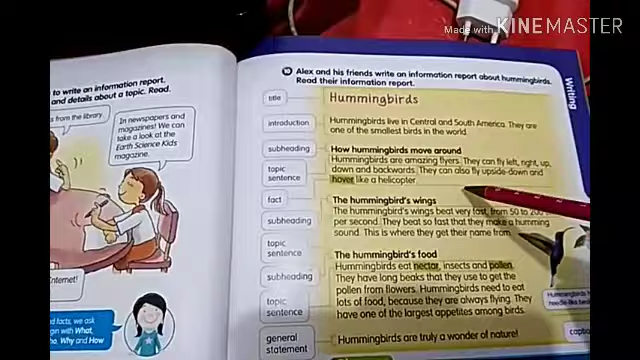 Made with KINEMASTER
to write an information report.
and details about a topic. Read.
s from the library.
In newspapers and
magazines! We can
take a look at the
Earth Science Kids
magazine.
nternet!
d facts, we ask
gin with What,
Why and How
10 Alex and his friends write an information report about hummingbirds.
Read their information report.
Writing
title
Hummingbirds
introduction
Hummingbirds live in Central and South America. They are
one of the smallest birds in the world.
subheading
How hummingbirds move around
topic
sentence
Hummingbirds are amazing flyers. They can fly left, right, up,
down and backwards. They can also fly upside-down and
hover like a helicopter.
fact
The hummingbird's wings
subheading
The hummingbird's wings beat very fast, from 50 to 200
per second. They beat so fast that they make a humming
sound. This is where they get their name from.
topic
sentence
The hummingbird's food
subheading
Hummingbirds eat nectar, insects and pollen.
They have long beaks that they use to get the
pollen from flowers. Hummingbirds need to eat
topic
sentence
lots of food, because they are always flying. They
have one of the largest appetites among birds.
general
statement
Hummingbirds are truly a wonder of nature!
needle-like